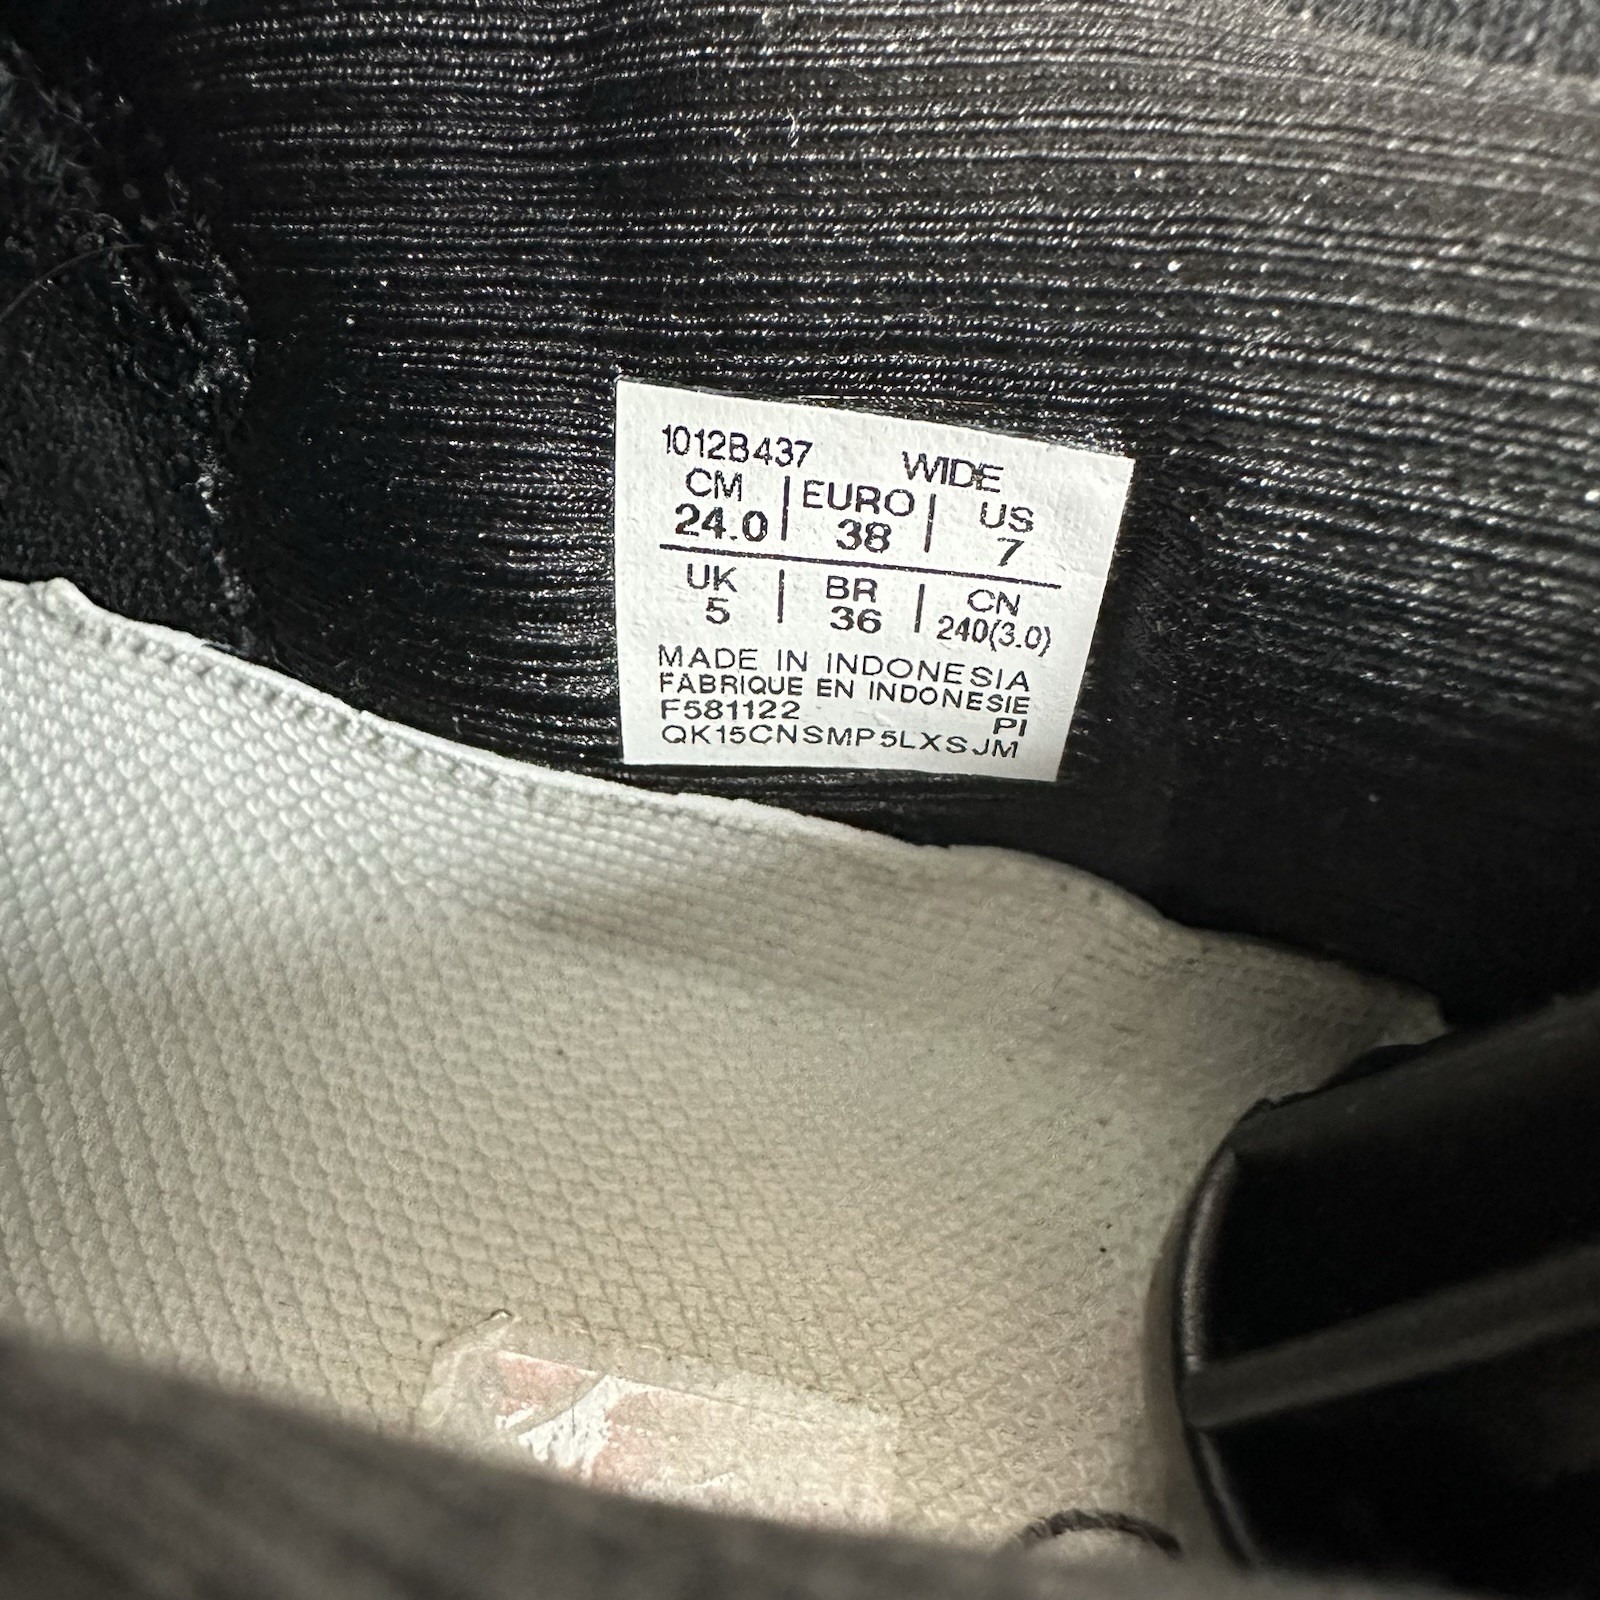 1012B437 WIDE
CM | EURO | US
24.0 | 38 | 7
UK | BR | CN
5 | 36 | 240(3.0)
MADE IN INDONESIA
FABRIQUE EN INDONESIE
F581122 PI
QK15CNSMP5LXSJM